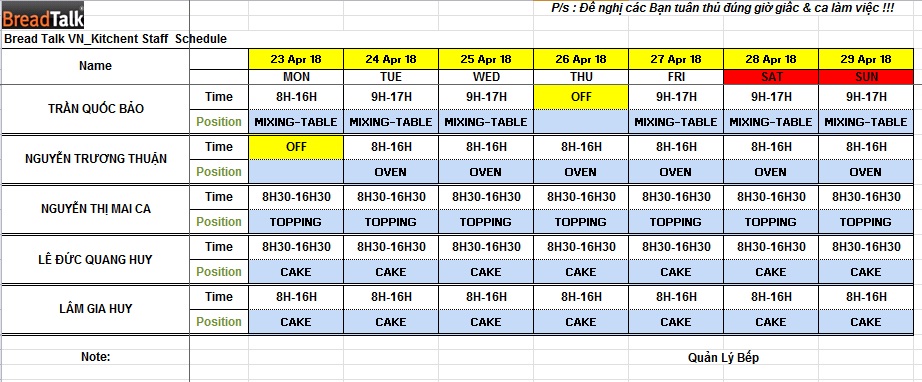 BreadTalk P/s : Đề nghị các Bạn tuân thủ đúng giờ giấc & ca làm việc !!!
Bread Talk VN_Kitchent Staff Schedule
Name 23 Apr 18 24 Apr 18 25 Apr 18 26 Apr 18 27 Apr 18 28 Apr 18 29 Apr 18
MON TUE WED THU FRI SAT SUN
TRẦN QUỐC BẢO Time 8H-16H 9H-17H 9H-17H OFF 9H-17H 9H-17H 9H-17H
Position MIXING-TABLE MIXING-TABLE MIXING-TABLE MIXING-TABLE MIXING-TABLE MIXING-TABLE
NGUYỄN TRƯƠNG THUẬN Time OFF 8H-16H 8H-16H 8H-16H 8H-16H 8H-16H 8H-16H
Position OVEN OVEN OVEN OVEN OVEN OVEN
NGUYỄN THỊ MAI CA Time 8H30-16H30 8H30-16H30 8H30-16H30 8H30-16H30 8H30-16H30 8H30-16H30 8H30-16H30
Position TOPPING TOPPING TOPPING TOPPING TOPPING TOPPING TOPPING
LÊ ĐỨC QUANG HUY Time 8H30-16H30 8H30-16H30 8H30-16H30 8H30-16H30 8H30-16H30 8H30-16H30 8H30-16H30
Position CAKE CAKE CAKE CAKE CAKE CAKE CAKE
LÂM GIA HUY Time 8H-16H 8H-16H 8H-16H 8H-16H 8H-16H 8H-16H 8H-16H
Position CAKE CAKE CAKE CAKE CAKE CAKE CAKE
Note: Quản Lý Bếp